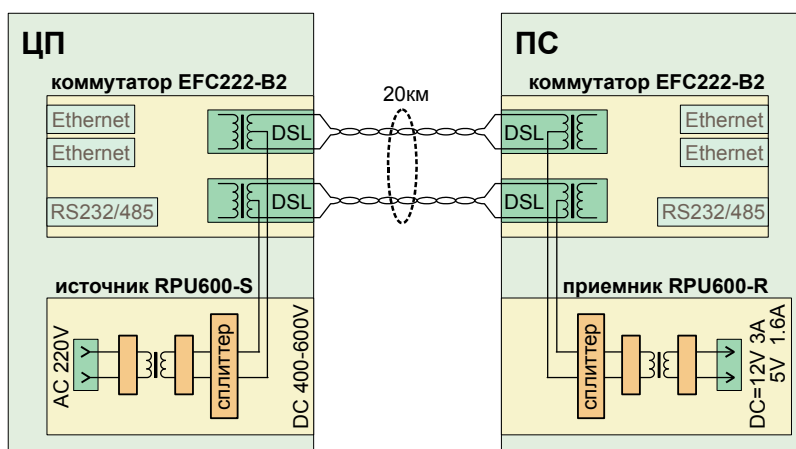 ЦП
ПС
коммутатор EFC222-B2
коммутатор EFC222-B2
20км
Ethernet
Ethernet
RS232/485
DSL
DSL
DSL
DSL
Ethernet
Ethernet
RS232/485
источник RPU600-S
приемник RPU600-R
AC 220V
сплиттер
DC 400-600V
сплиттер
DC=12V 3A
5V 1.6A